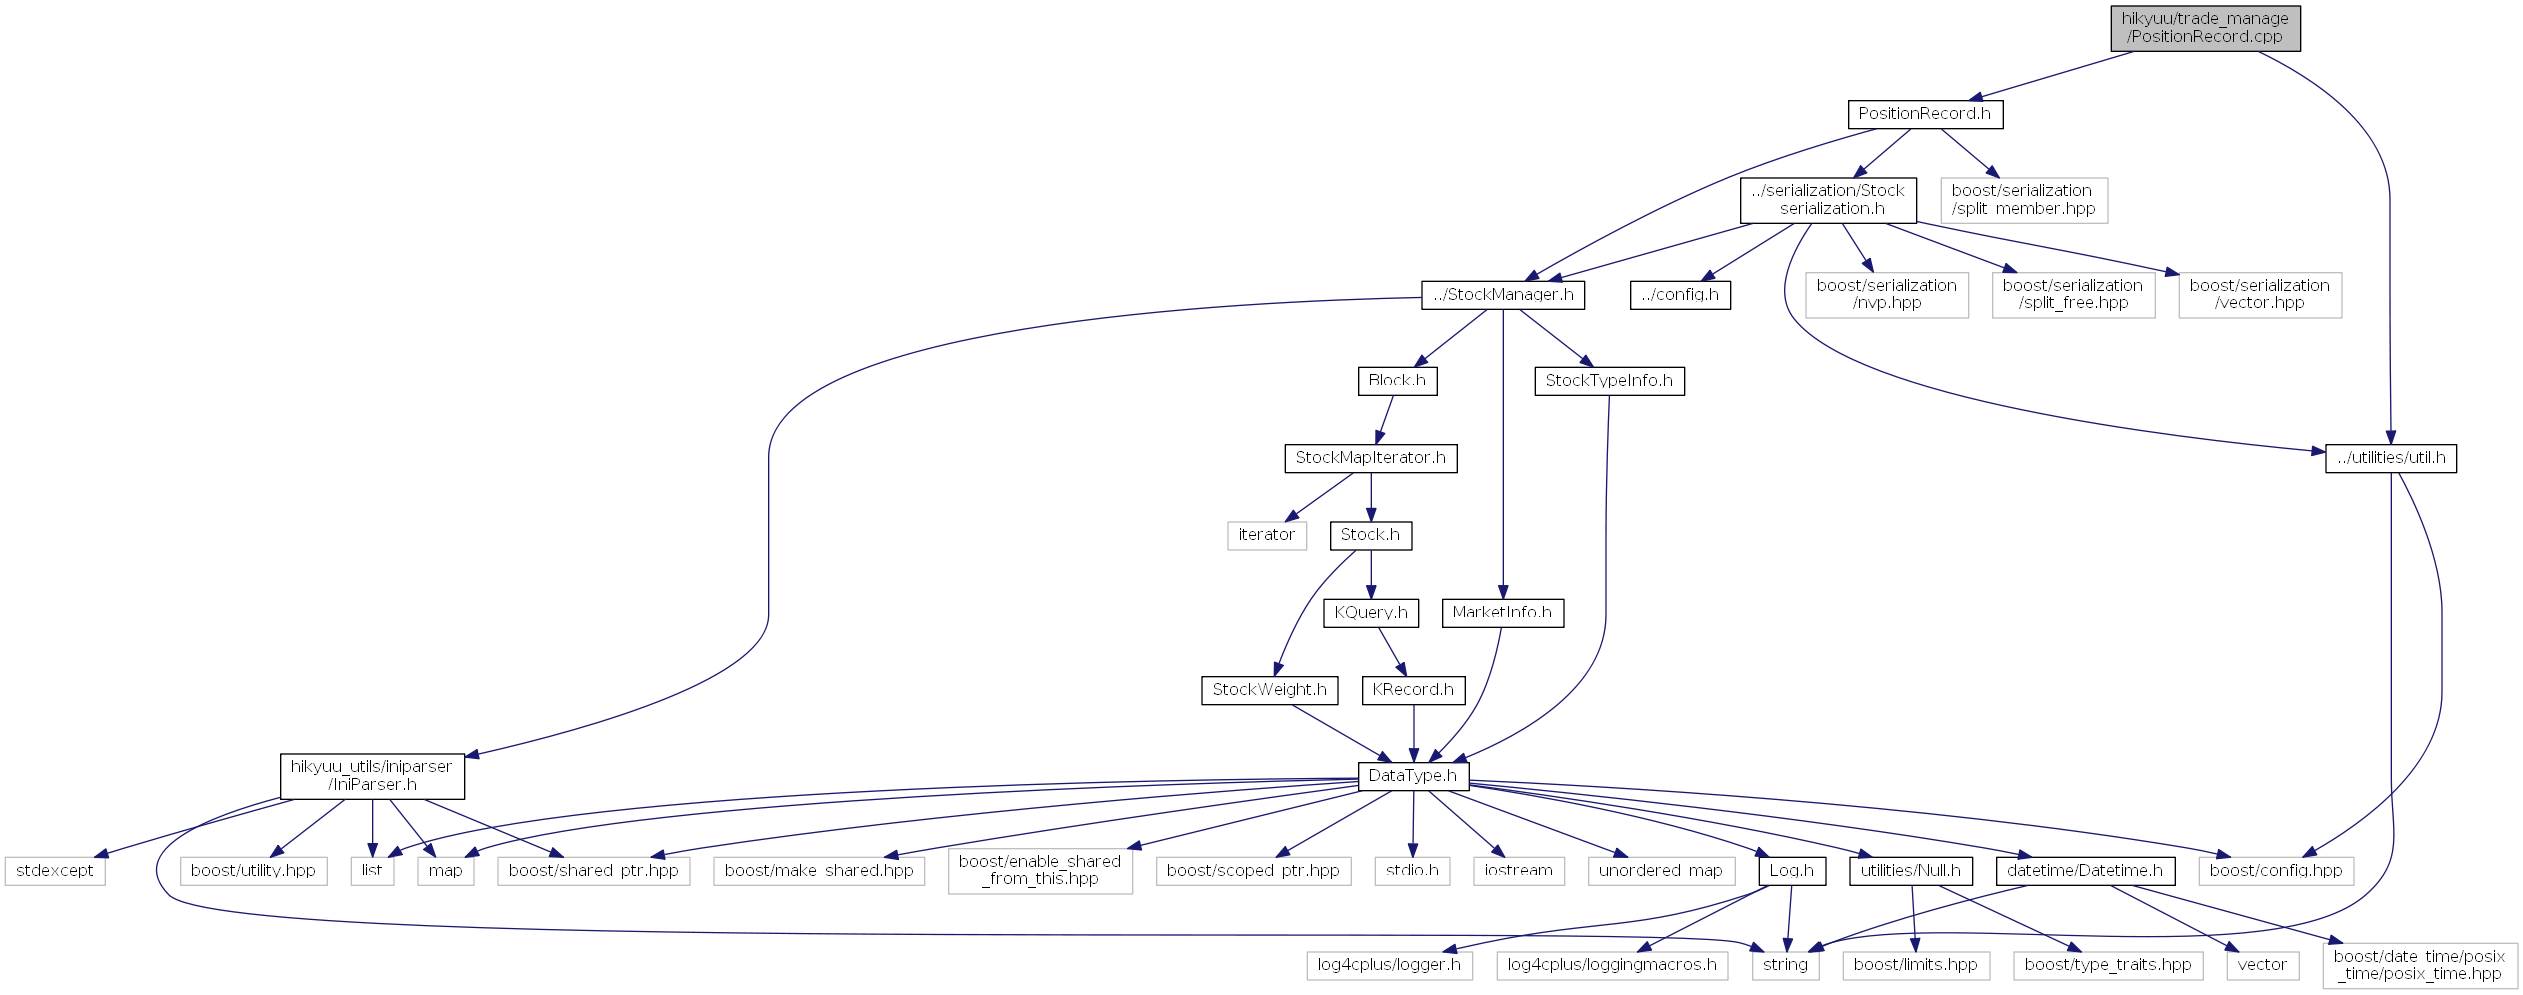 hikyuu/trade_manage
/PositionRecord.cpp
PositionRecord.h
../serialization/Stock
serialization.h
boost/serialization
/split_member.hpp
../StockManager.h
../config.h
boost/serialization
/nvp.hpp
boost/serialization
/split_free.hpp
boost/serialization
/vector.hpp
Block.h
StockTypeInfo.h
StockMapIterator.h
../utilities/util.h
iterator
Stock.h
KQuery.h
MarketInfo.h
StockWeight.h
KRecord.h
hikyuu_utils/iniparser
/IniParser.h
DataType.h
stdexcept
boost/utility.hpp
list
map
boost/shared_ptr.hpp
boost/make_shared.hpp
boost/enable_shared
_from_this.hpp
boost/scoped_ptr.hpp
stdio.h
iostream
unordered_map
Log.h
utilities/Null.h
datetime/Datetime.h
boost/config.hpp
log4cplus/logger.h
log4cplus/loggingmacros.h
string
boost/limits.hpp
boost/type_traits.hpp
vector
boost/date_time/posix
_time/posix_time.hpp